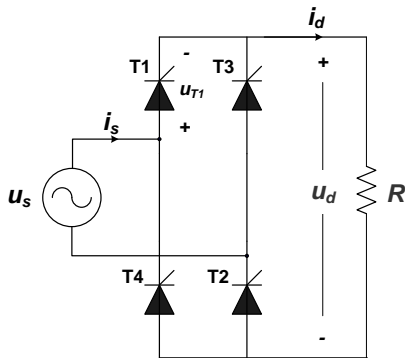 i_d
T1
-
T3
+
u_T1
+
i_s
u_s
u_d
R
T4
T2
-